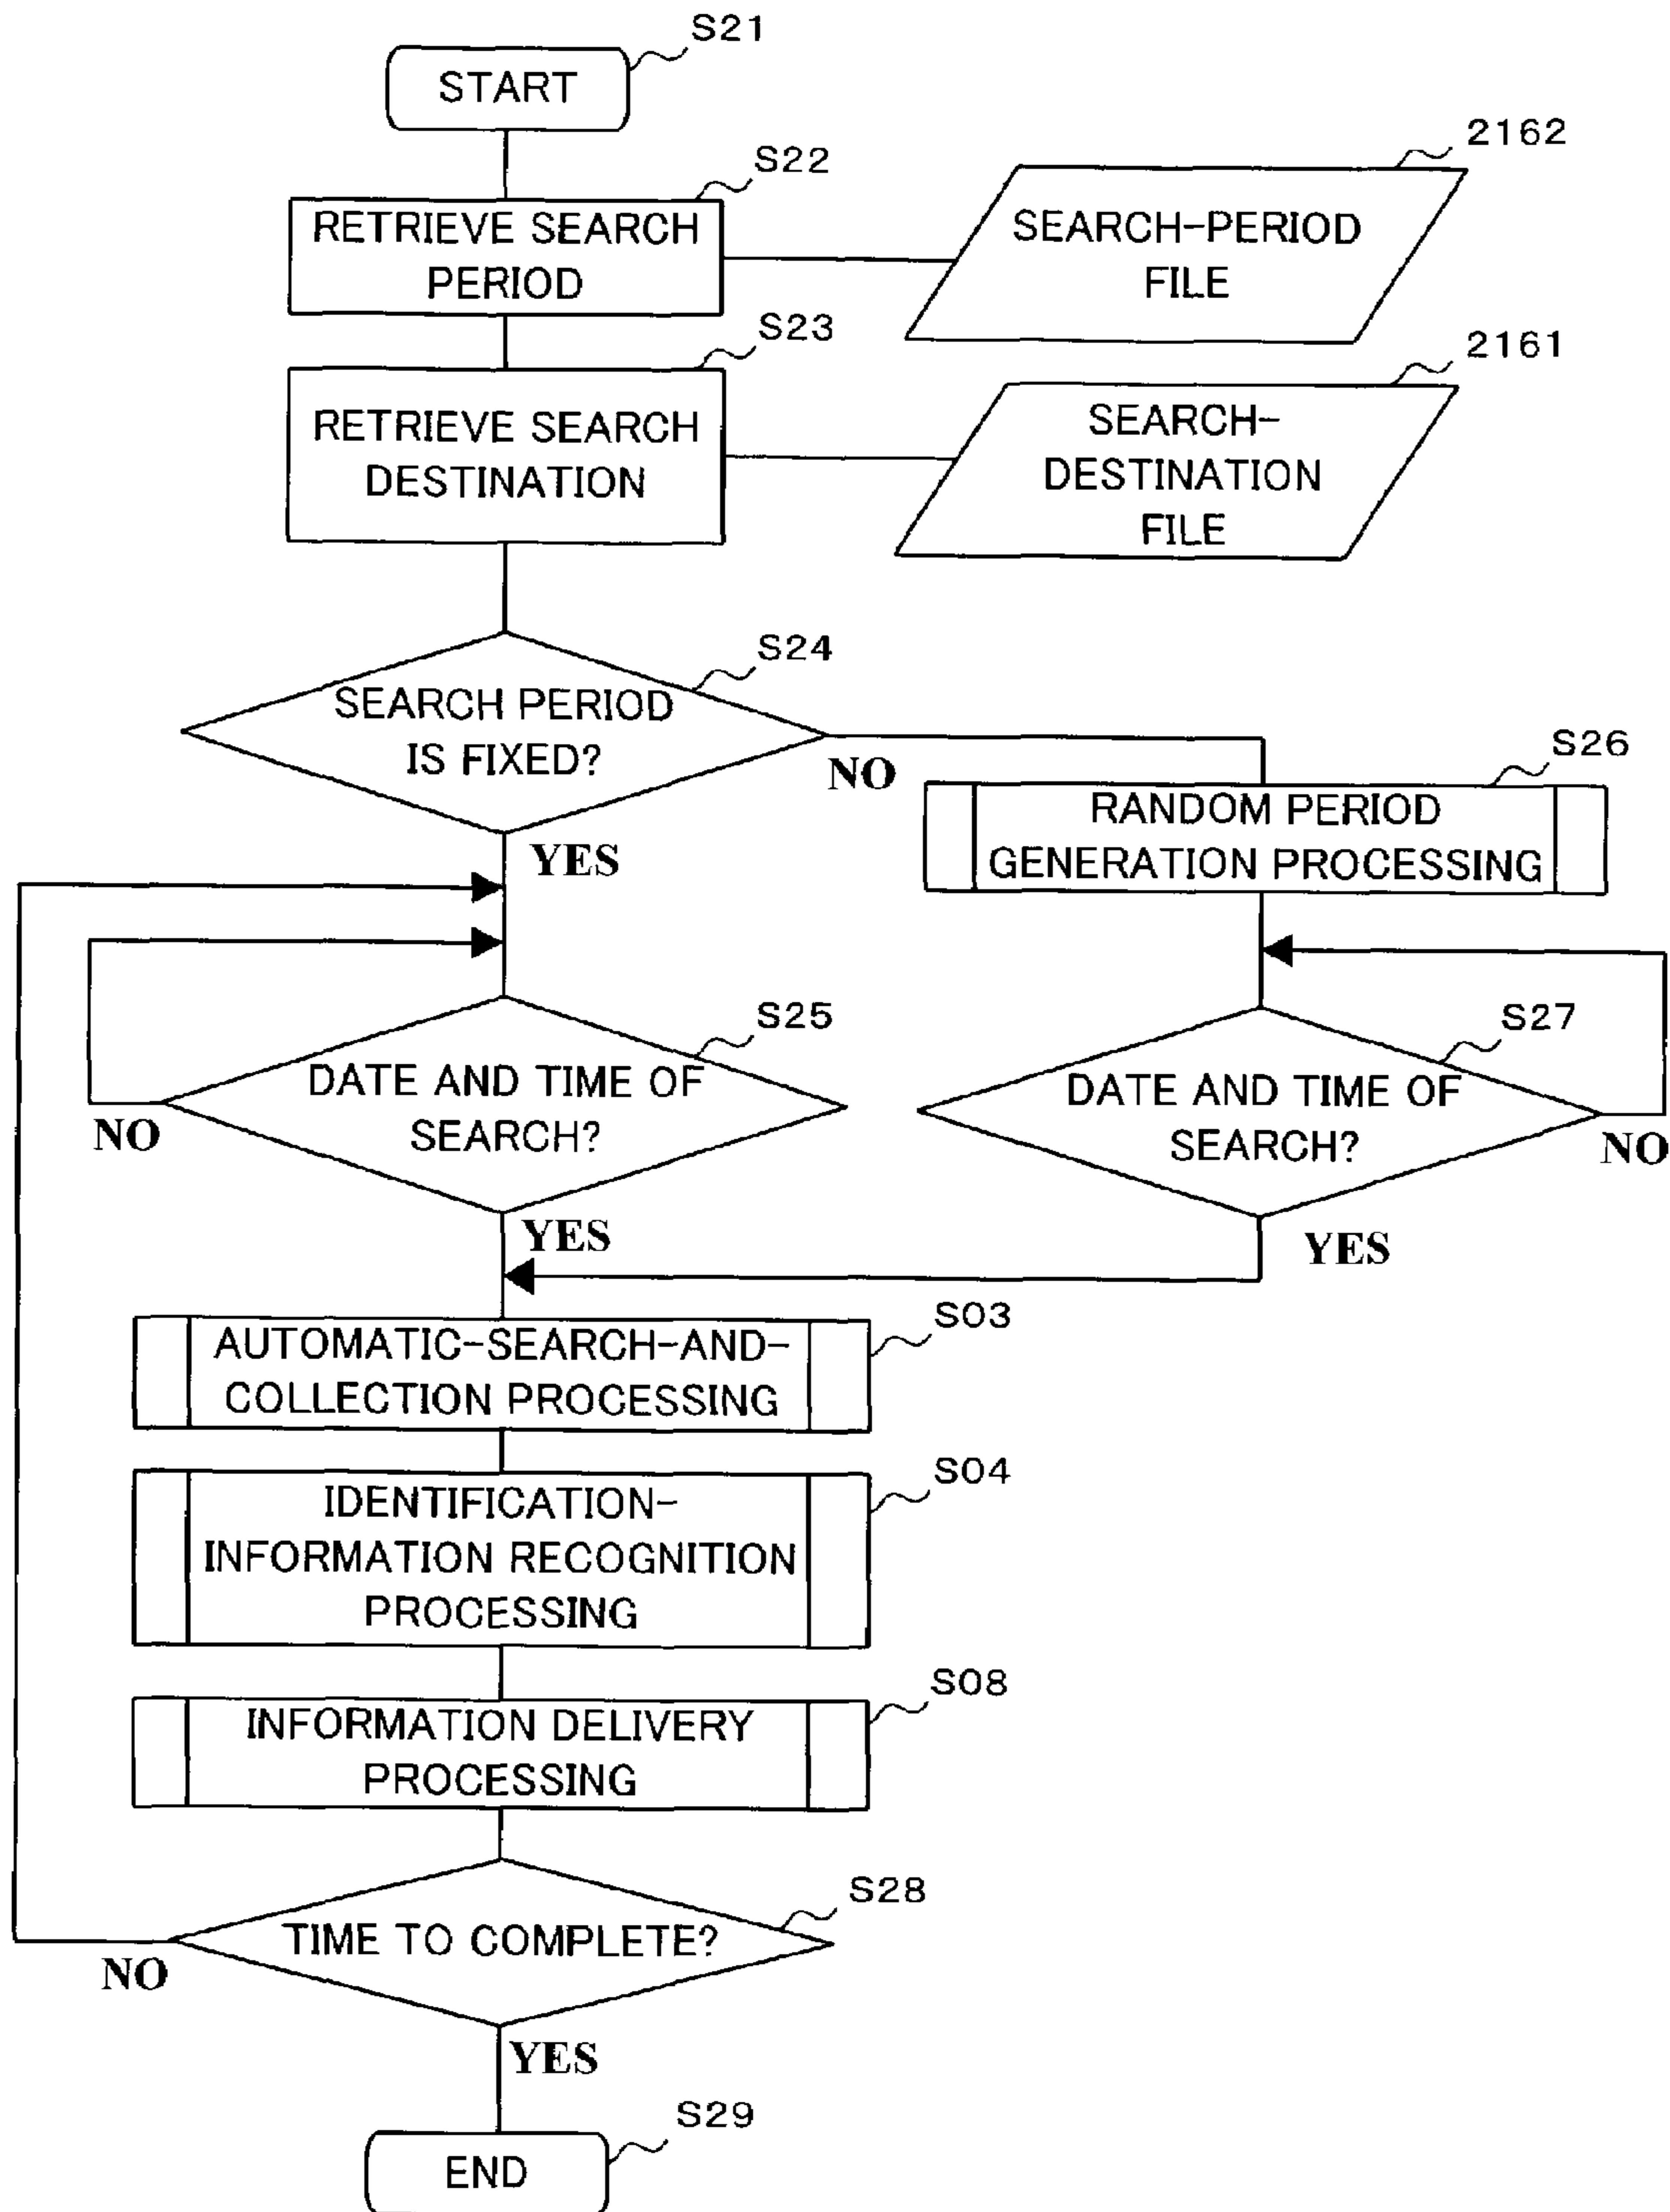 S21
START
S22
RETRIEVE SEARCH
PERIOD
2162
SEARCH-PERIOD
FILE
S23
RETRIEVE SEARCH
DESTINATION
2161
SEARCH-
DESTINATION
FILE
S24
SEARCH PERIOD
IS FIXED?
NO
YES
S26
RANDOM PERIOD
GENERATION PROCESSING
S25
DATE AND TIME OF
SEARCH?
NO
YES
S27
DATE AND TIME OF
SEARCH?
NO
YES
S03
AUTOMATIC-SEARCH-AND-
COLLECTION PROCESSING
S04
IDENTIFICATION-
INFORMATION RECOGNITION
PROCESSING
S08
INFORMATION DELIVERY
PROCESSING
S28
TIME TO COMPLETE?
NO
YES
S29
END